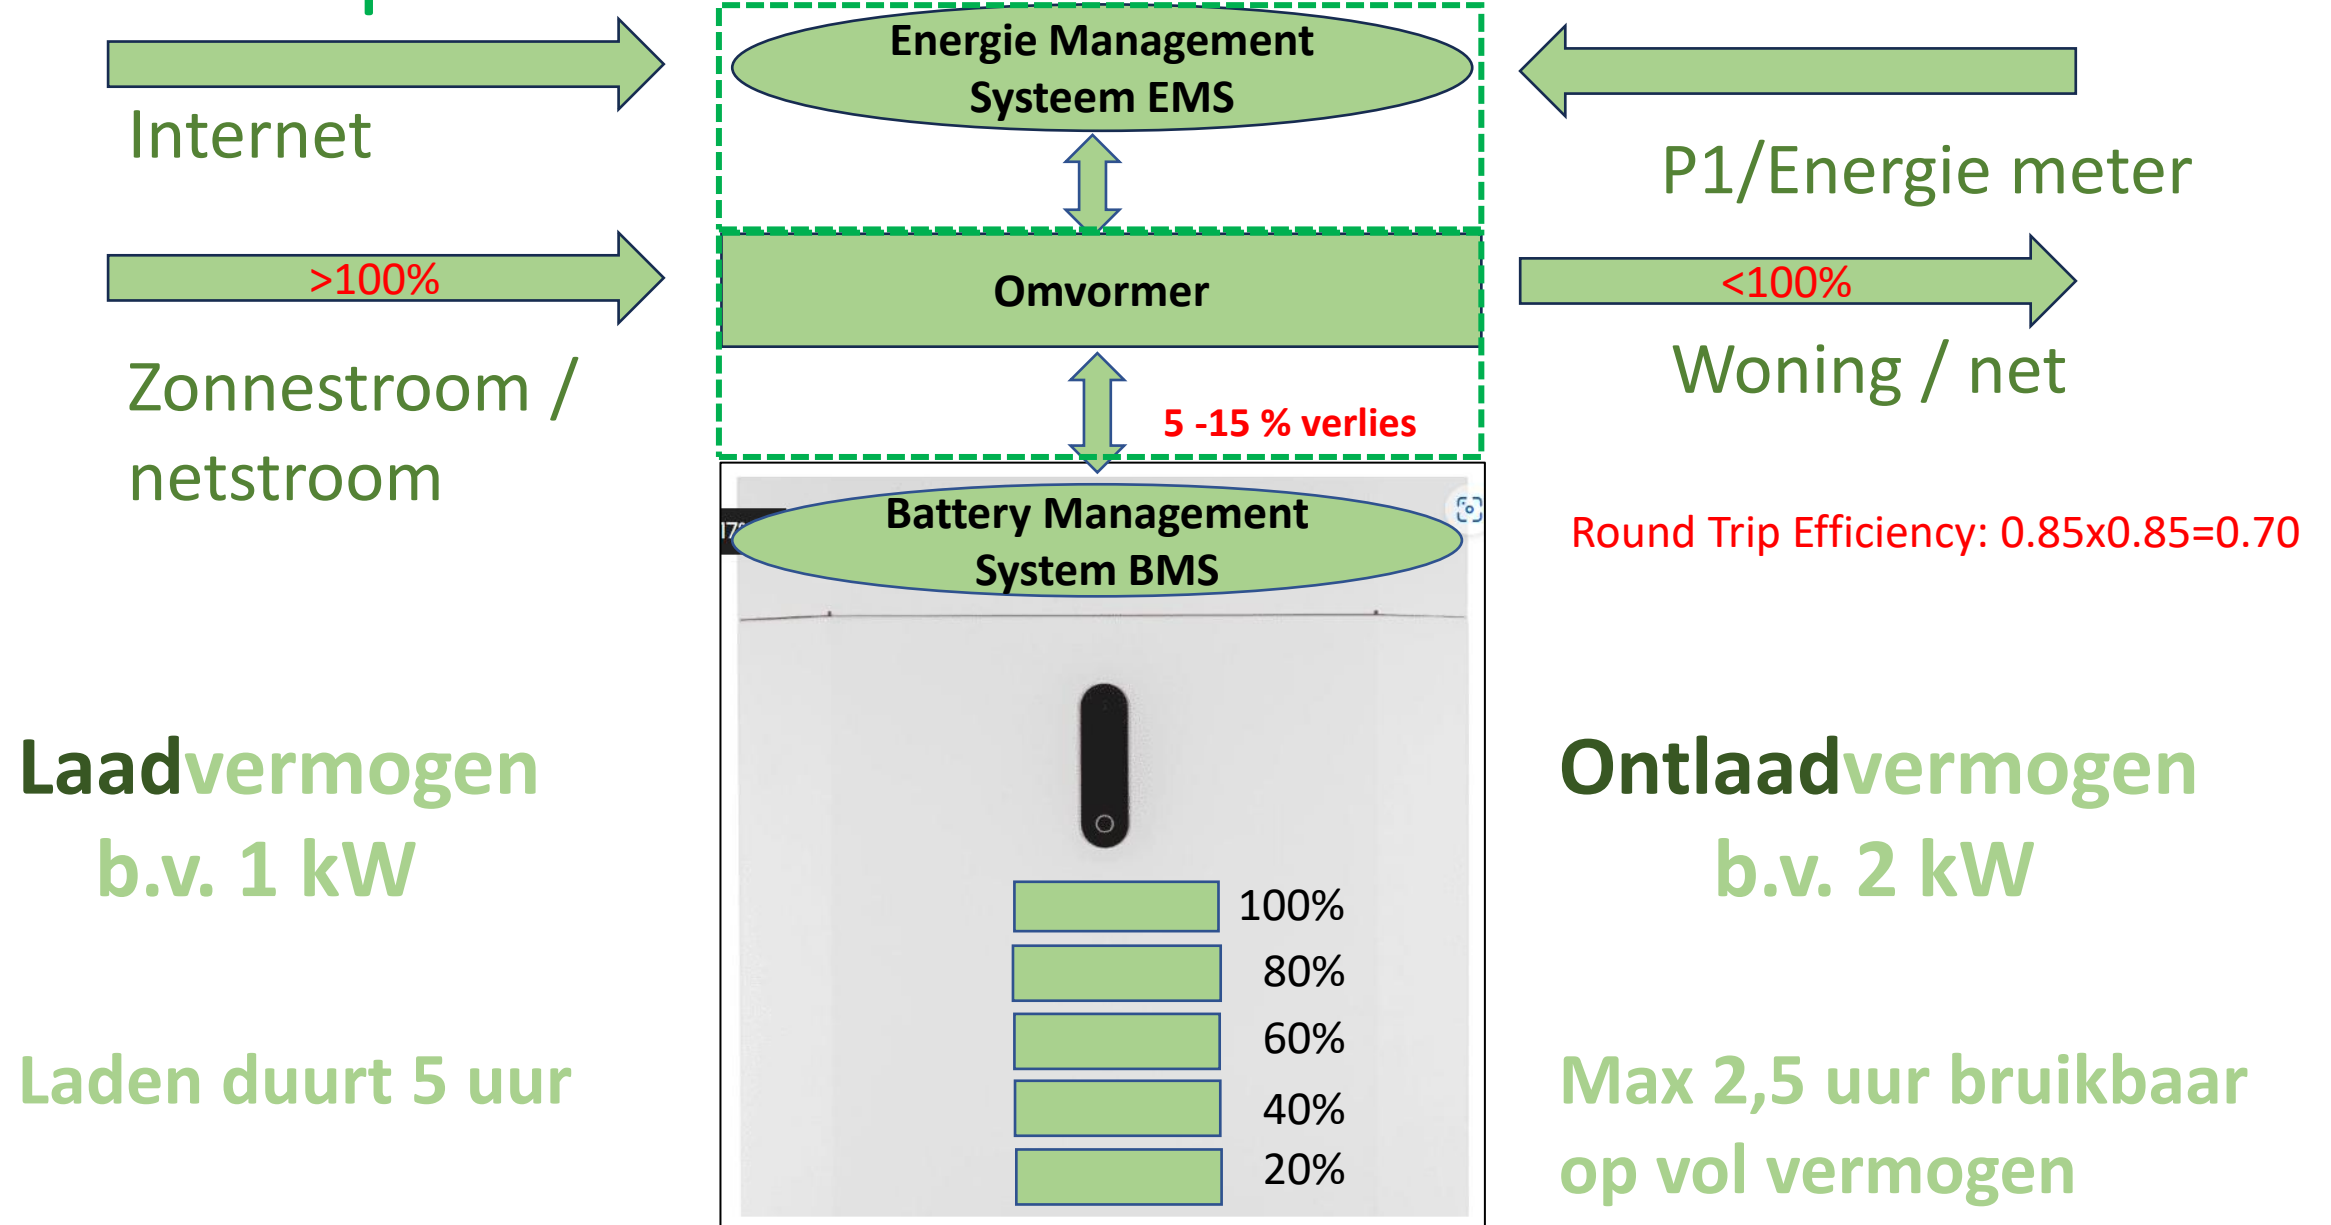 Energie Management
Systeem EMS
Internet
P1/Energie meter
>100%
Omvormer
<100%
Zonnestroom /
netstroom
Woning / net
5 -15 % verlies
Battery Management
System BMS
Round Trip Efficiency: 0.85x0.85=0.70
Laadvermogen
b.v. 1 kW
Ontlaadvermogen
b.v. 2 kW
100%
80%
60%
40%
20%
Laden duurt 5 uur
Max 2,5 uur bruikbaar
op vol vermogen